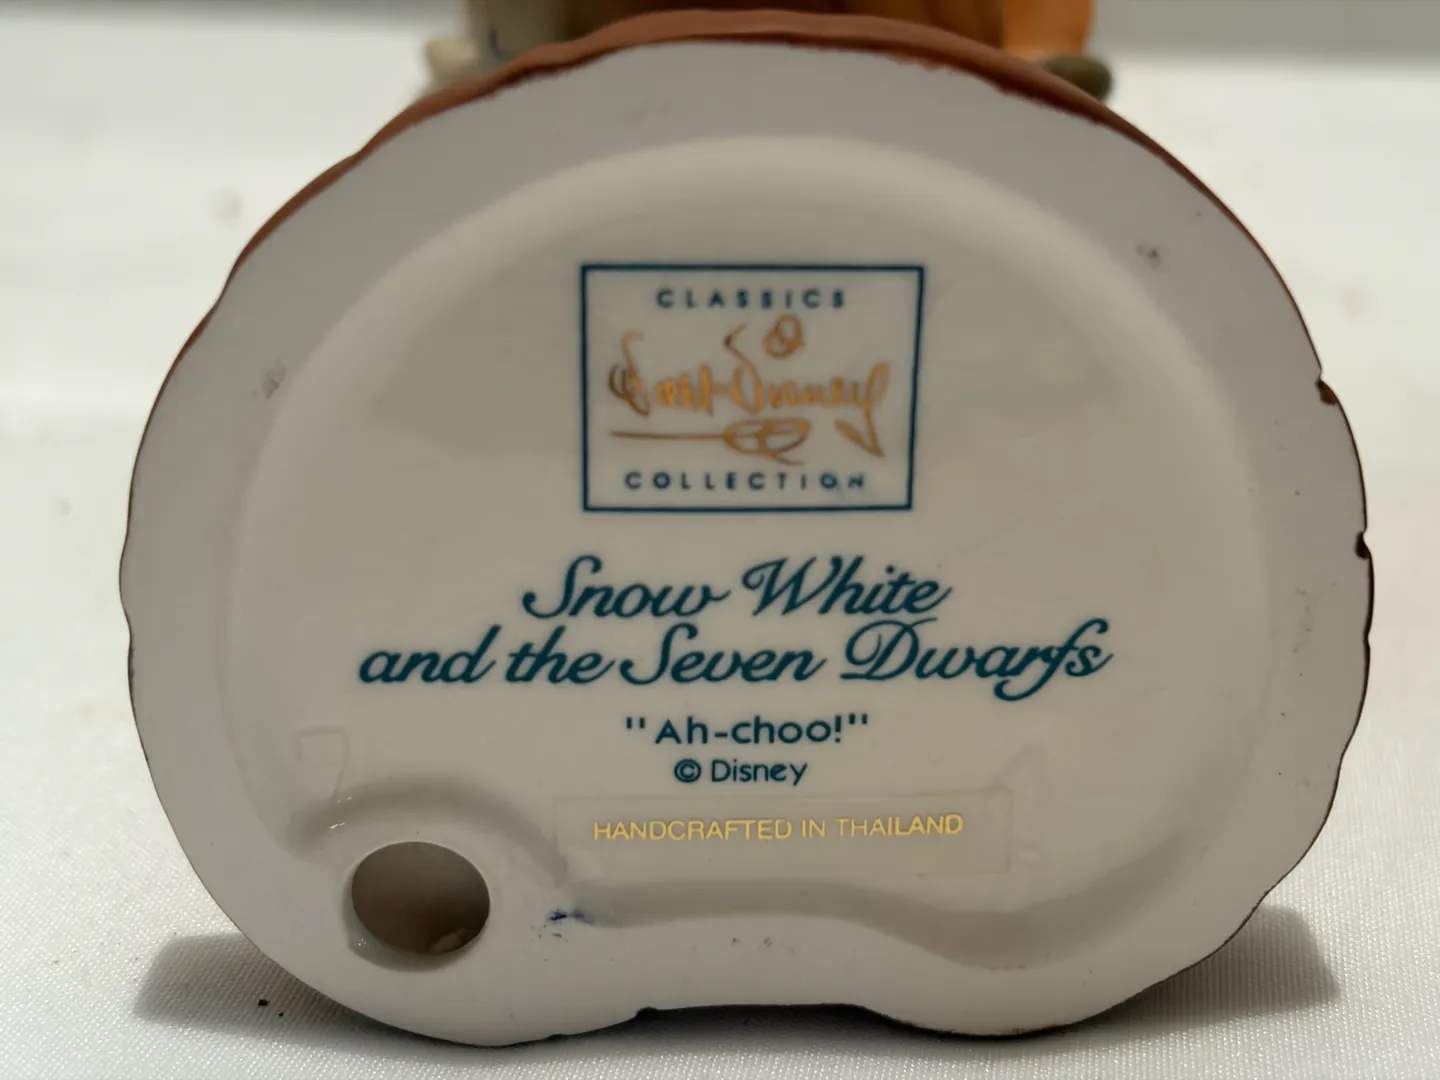 CLASSICS
Walt Disney
COLLECTION
Snow White
and the Seven Dwarfs
"Ah-choo!"
© Disney
HANDCRAFTED IN THAILAND